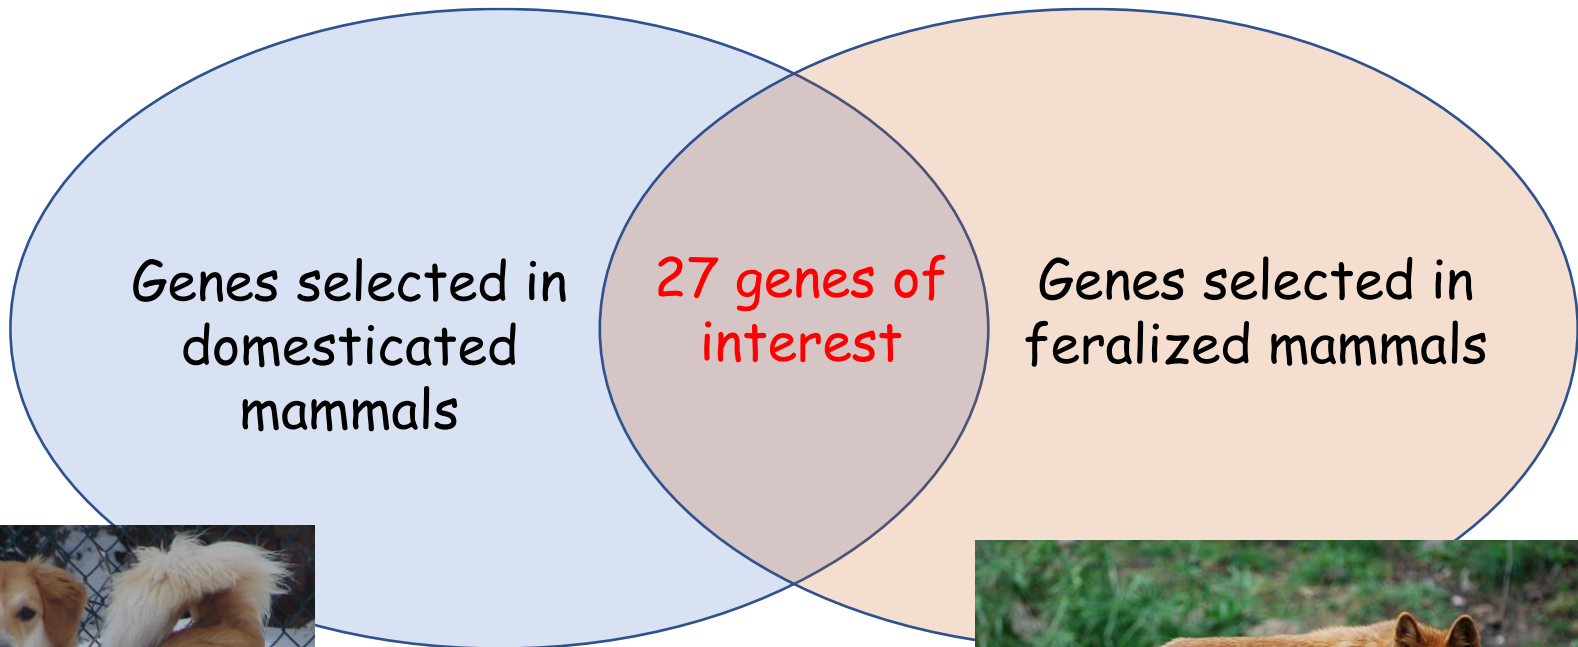 Genes selected in
domesticated
mammals
27 genes of
interest
Genes selected in
feralized mammals